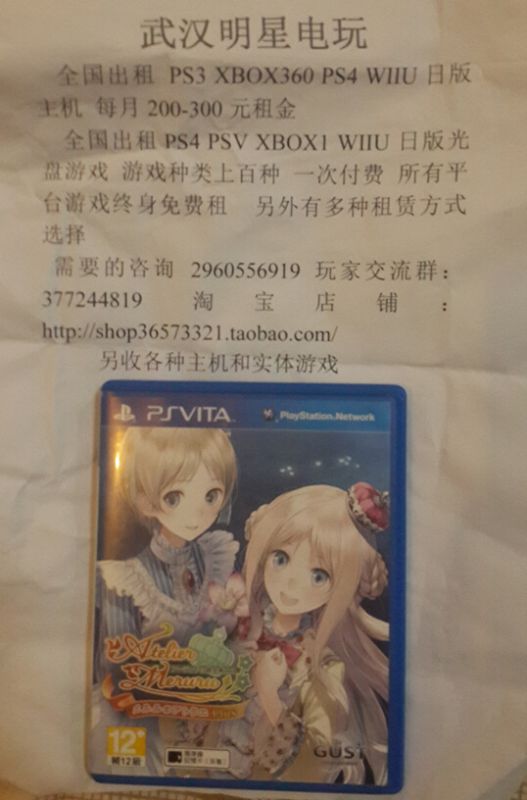 武汉明星电玩
全国出租 PS3 XBOX360 PS4 WIIU 日版
主机 每月 200-300 元租金
全国出租 PS4 PSV XBOX1 WIIU 日版光
盘游戏 游戏种类上百种 一次付费 所有平
台游戏终身免费租 另外有多种租赁方式
选择
需要的咨询 2960556919 玩家交流群：
377244819 淘宝店铺：
http://shop36573321.taobao.com/
另收各种主机和实体游戏
PSVITA PlayStation.Network
Atelier
Meruru
12+
輔12級
GUST